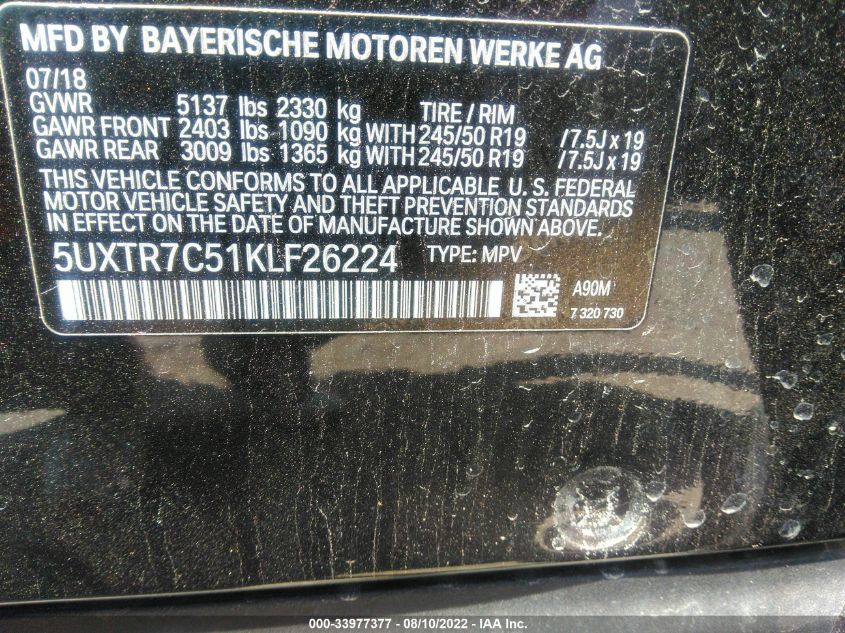 MFD BY BAYERISCHE MOTOREN WERKE AG
07/18
GVWR 5137 lbs 2330 kg TIRE / RIM
GAWR FRONT 2403 lbs 1090 kg WITH 245/50 R19 /7.5J x 19
GAWR REAR 3009 lbs 1365 kg WITH 245/50 R19 /7.5J x 19
THIS VEHICLE CONFORMS TO ALL APPLICABLE U. S. FEDERAL
MOTOR VEHICLE SAFETY AND THEFT PREVENTION STANDARDS
IN EFFECT ON THE DATE OF MANUFACTURE SHOWN ABOVE.
5UXTR7C51KLF26224 TYPE: MPV
A90M
7 320 730
000-33977377 — 08/10/2022 — IAA Inc.